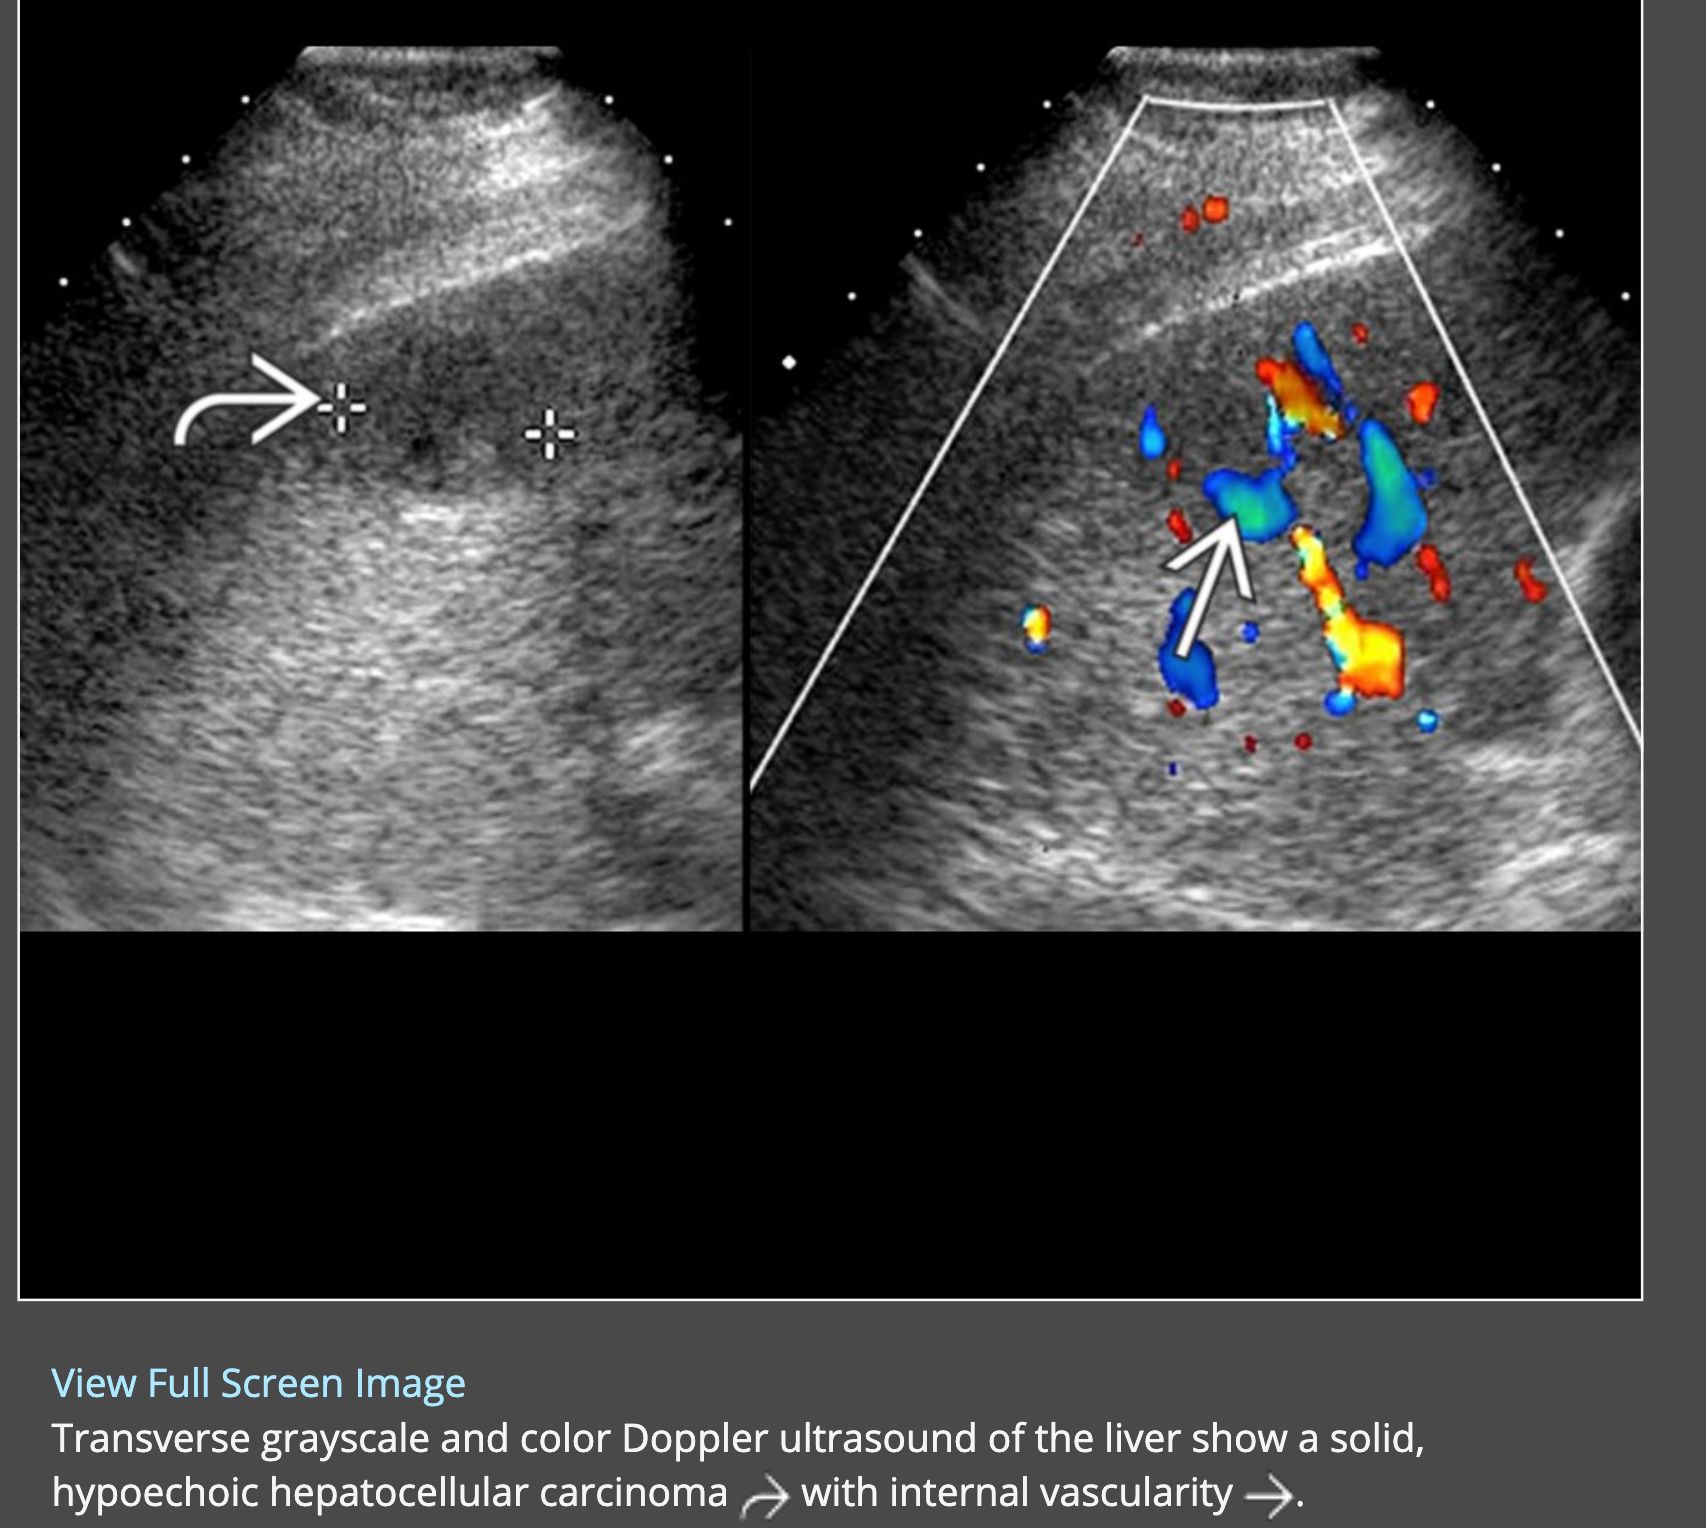 View Full Screen Image
Transverse grayscale and color Doppler ultrasound of the liver show a solid,
hypoechoic hepatocellular carcinoma with internal vascularity .